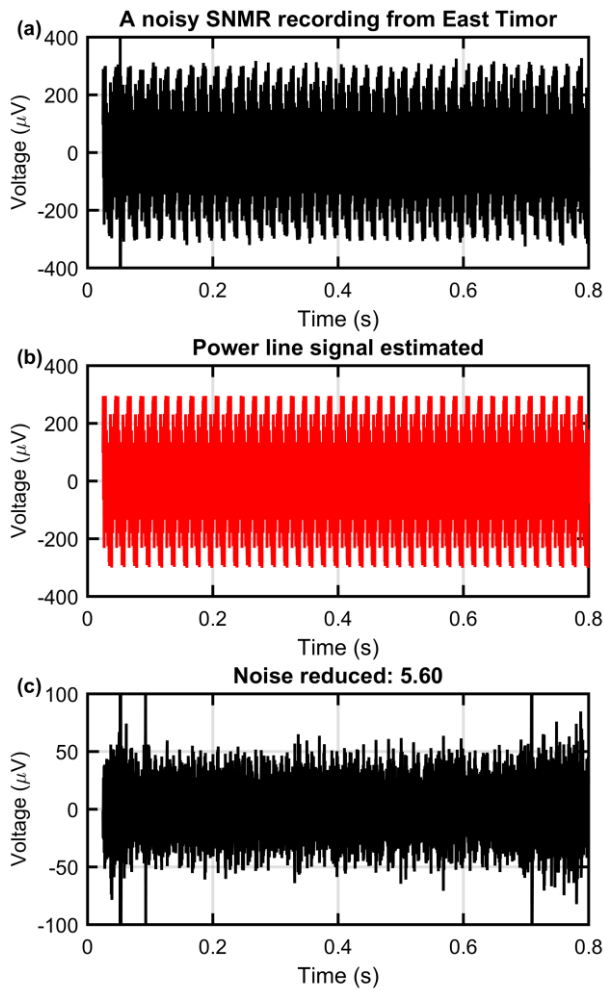 (a) A noisy SNMR recording from East Timor
400
200
0
-200
-400
Voltage (μV)
0 0.2 0.4 0.6 0.8
Time (s)
(b) Power line signal estimated
400
200
0
-200
-400
Voltage (μV)
0 0.2 0.4 0.6 0.8
Time (s)
(c) Noise reduced: 5.60
100
50
0
-50
-100
Voltage (μV)
0 0.2 0.4 0.6 0.8
Time (s)